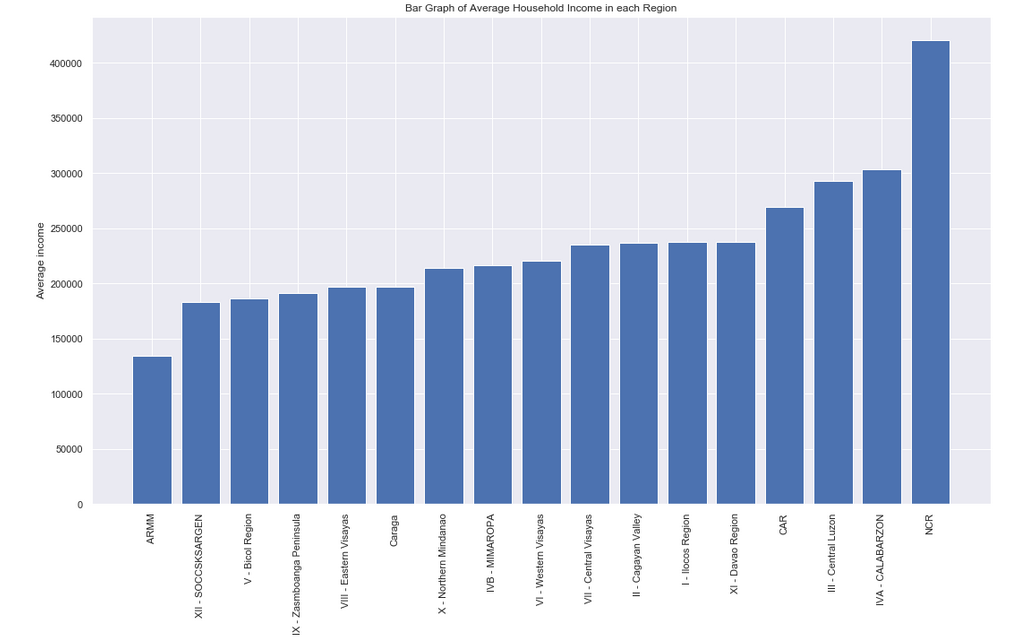 Bar Graph of Average Household Income in each Region
Average income
400000
350000
300000
250000
200000
150000
100000
50000
0
ARMM
XII - SOCCSKSARGEN
V - Bicol Region
IX - Zasmboanga Peninsula
VIII - Eastern Visayas
Caraga
X - Northern Mindanao
IVB - MIMAROPA
VI - Western Visayas
VII - Central Visayas
II - Cagayan Valley
I - Ilocos Region
XI - Davao Region
CAR
III - Central Luzon
IVA - CALABARZON
NCR